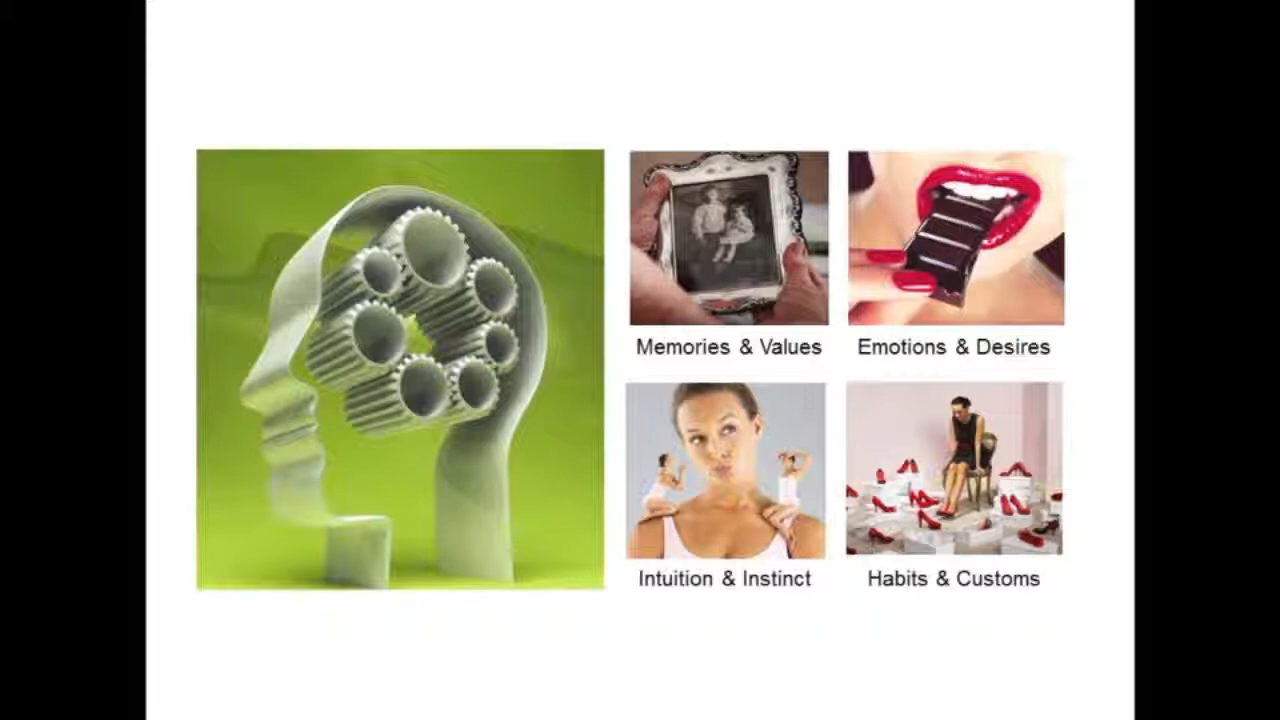 Memories & Values
Emotions & Desires
Intuition & Instinct
Habits & Customs